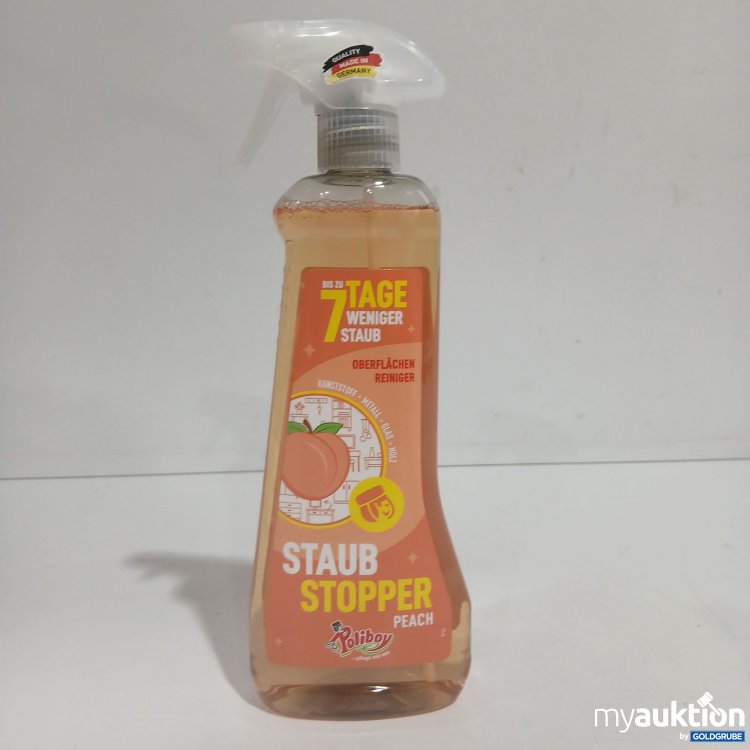 QUALITY
MADE IN
GERMANY
BIS ZU
7 TAGE
WENIGER
STAUB
OBERFLÄCHEN
REINIGER
KUNSTSTOFF • METALL • GLAS • HOLZ
STAUB
STOPPER
PEACH
Poliboy
myauktion
by GOLDGRUBE